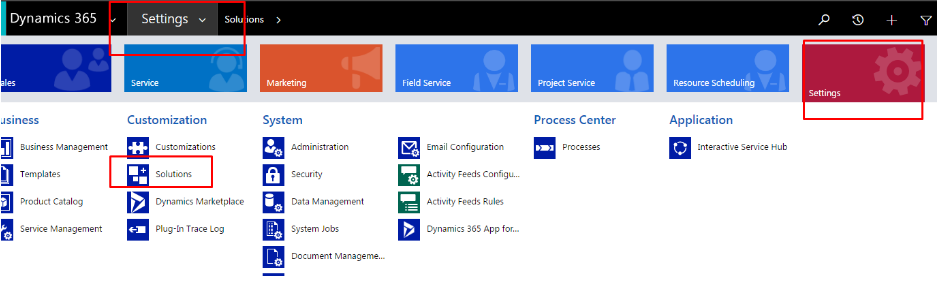 Dynamics 365 Settings Solutions
ales Service Marketing Field Service Project Service Resource Scheduling Settings
usiness Customization System Process Center Application
Business Management Customizations Administration Email Configuration Processes Interactive Service Hub
Templates Solutions Security Activity Feeds Configu...
Product Catalog Dynamics Marketplace Data Management Activity Feeds Rules
Service Management Plug-In Trace Log System Jobs Dynamics 365 App for...
Document Manageme...